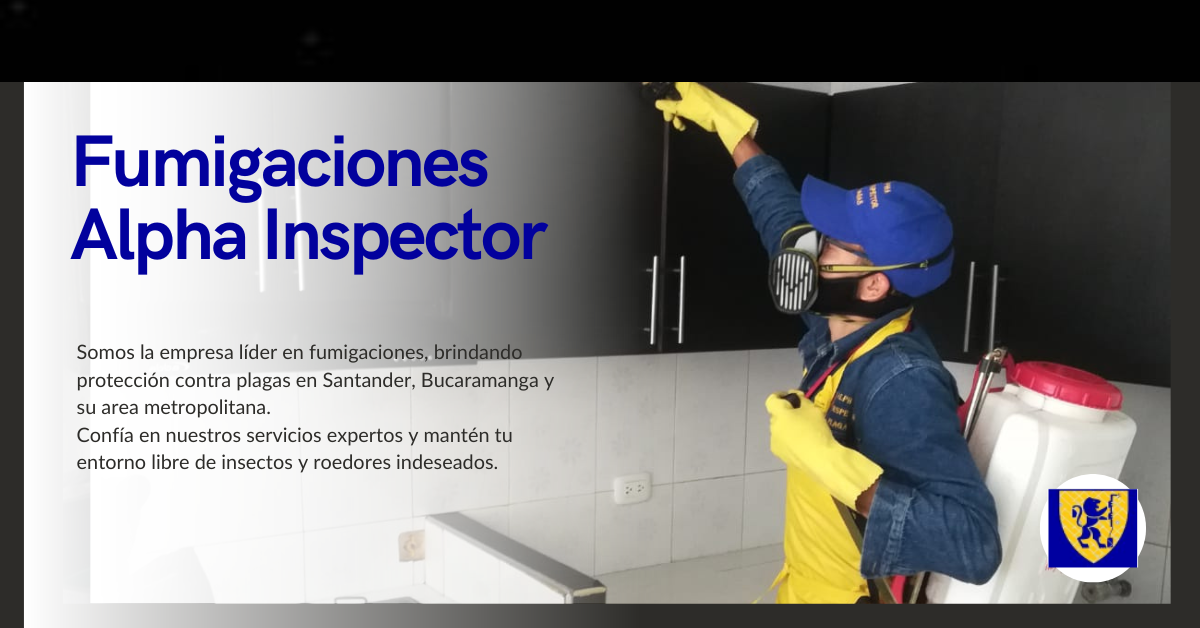 Fumigaciones
Alpha Inspector
Somos la empresa líder en fumigaciones, brindando
protección contra plagas en Santander, Bucaramanga y
su area metropolitana.
Confía en nuestros servicios expertos y mantén tu
entorno libre de insectos y roedores indeseados.